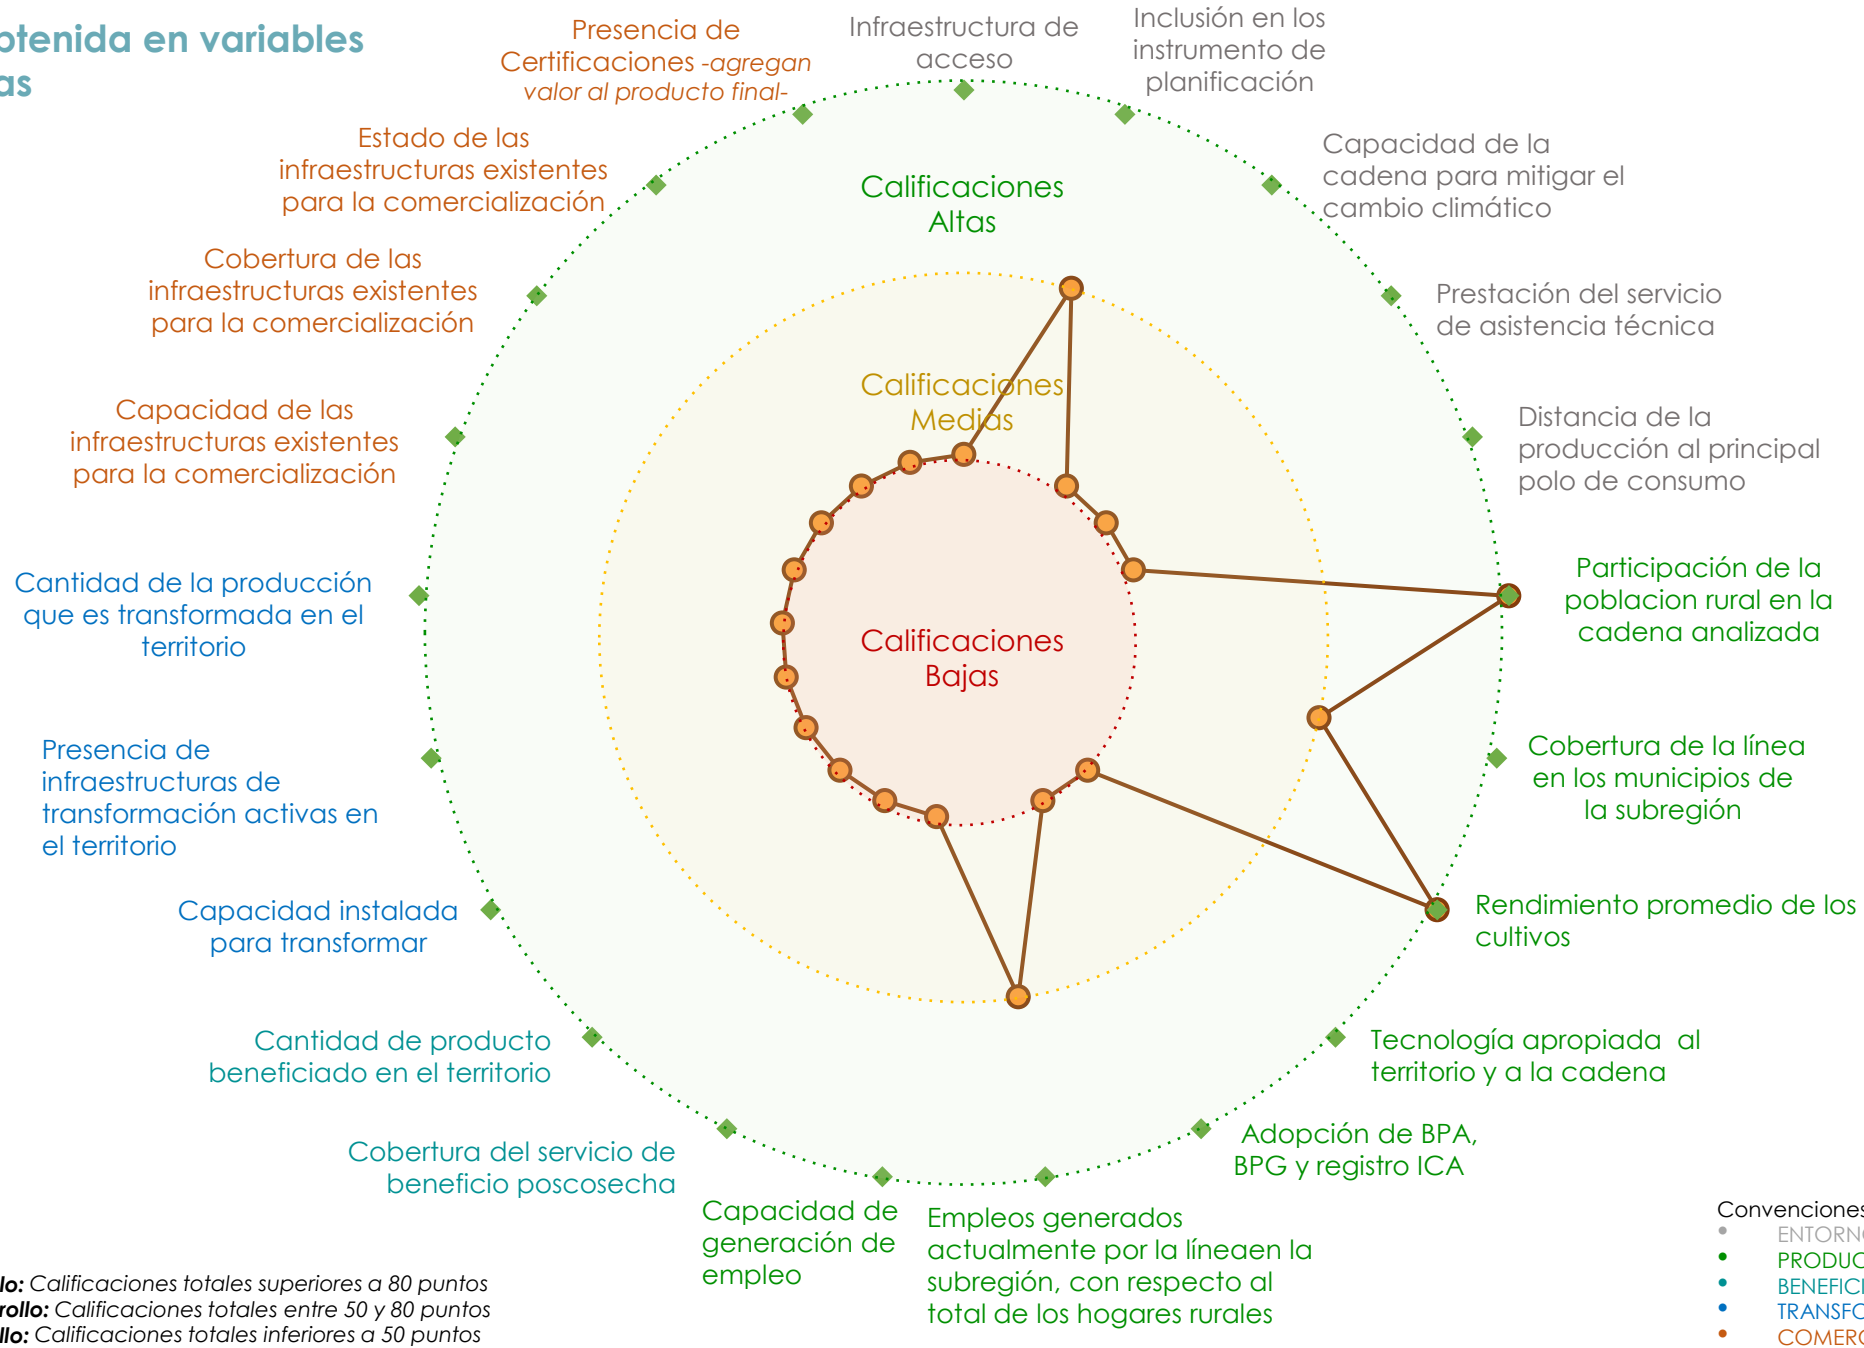 btenida en variables
as
Presencia de
Certificaciones -agregan
valor al producto final-
Infraestructura de
acceso
Inclusión en los
instrumento de
planificación
Capacidad de la
cadena para mitigar el
cambio climático
Prestación del servicio
de asistencia técnica
Distancia de la
producción al principal
polo de consumo
Participación de la
poblacion rural en la
cadena analizada
Cobertura de la línea
en los municipios de
la subregión
Rendimiento promedio de los
cultivos
Tecnología apropiada al
territorio y a la cadena
Adopción de BPA,
BPG y registro ICA
Empleos generados
actualmente por la líneaen la
subregión, con respecto al
total de los hogares rurales
Capacidad de
generación de
empleo
Cobertura del servicio de
beneficio poscosecha
Cantidad de producto
beneficiado en el territorio
Capacidad instalada
para transformar
Presencia de
infraestructuras de
transformación activas en
el territorio
Cantidad de la producción
que es transformada en el
territorio
Capacidad de las
infraestructuras existentes
para la comercialización
Cobertura de las
infraestructuras existentes
para la comercialización
Estado de las
infraestructuras existentes
para la comercialización
Calificaciones
Altas
Calificaciones
Medias
Calificaciones
Bajas
llo: Calificaciones totales superiores a 80 puntos
rollo: Calificaciones totales entre 50 y 80 puntos
llo: Calificaciones totales inferiores a 50 puntos
Convenciones
• ENTORNO
• PRODUC
• BENEFICI
• TRANSFO
• COMERC